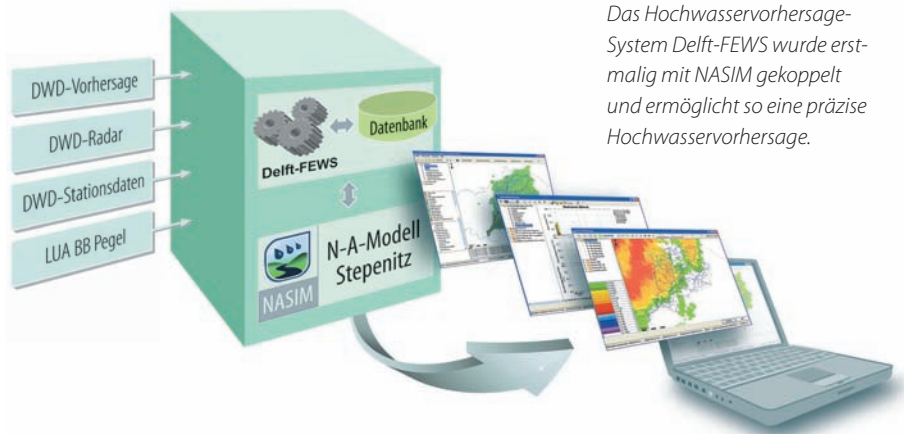 Das Hochwasservorhersage-
System Delft-FEWS wurde erst-
malig mit NASIM gekoppelt
und ermöglicht so eine präzise
Hochwasservorhersage.
DWD-Vorhersage
DWD-Radar
DWD-Stationsdaten
LUA BB Pegel
Datenbank
Delft-FEWS
N-A-Modell
Stepenitz
NASIM